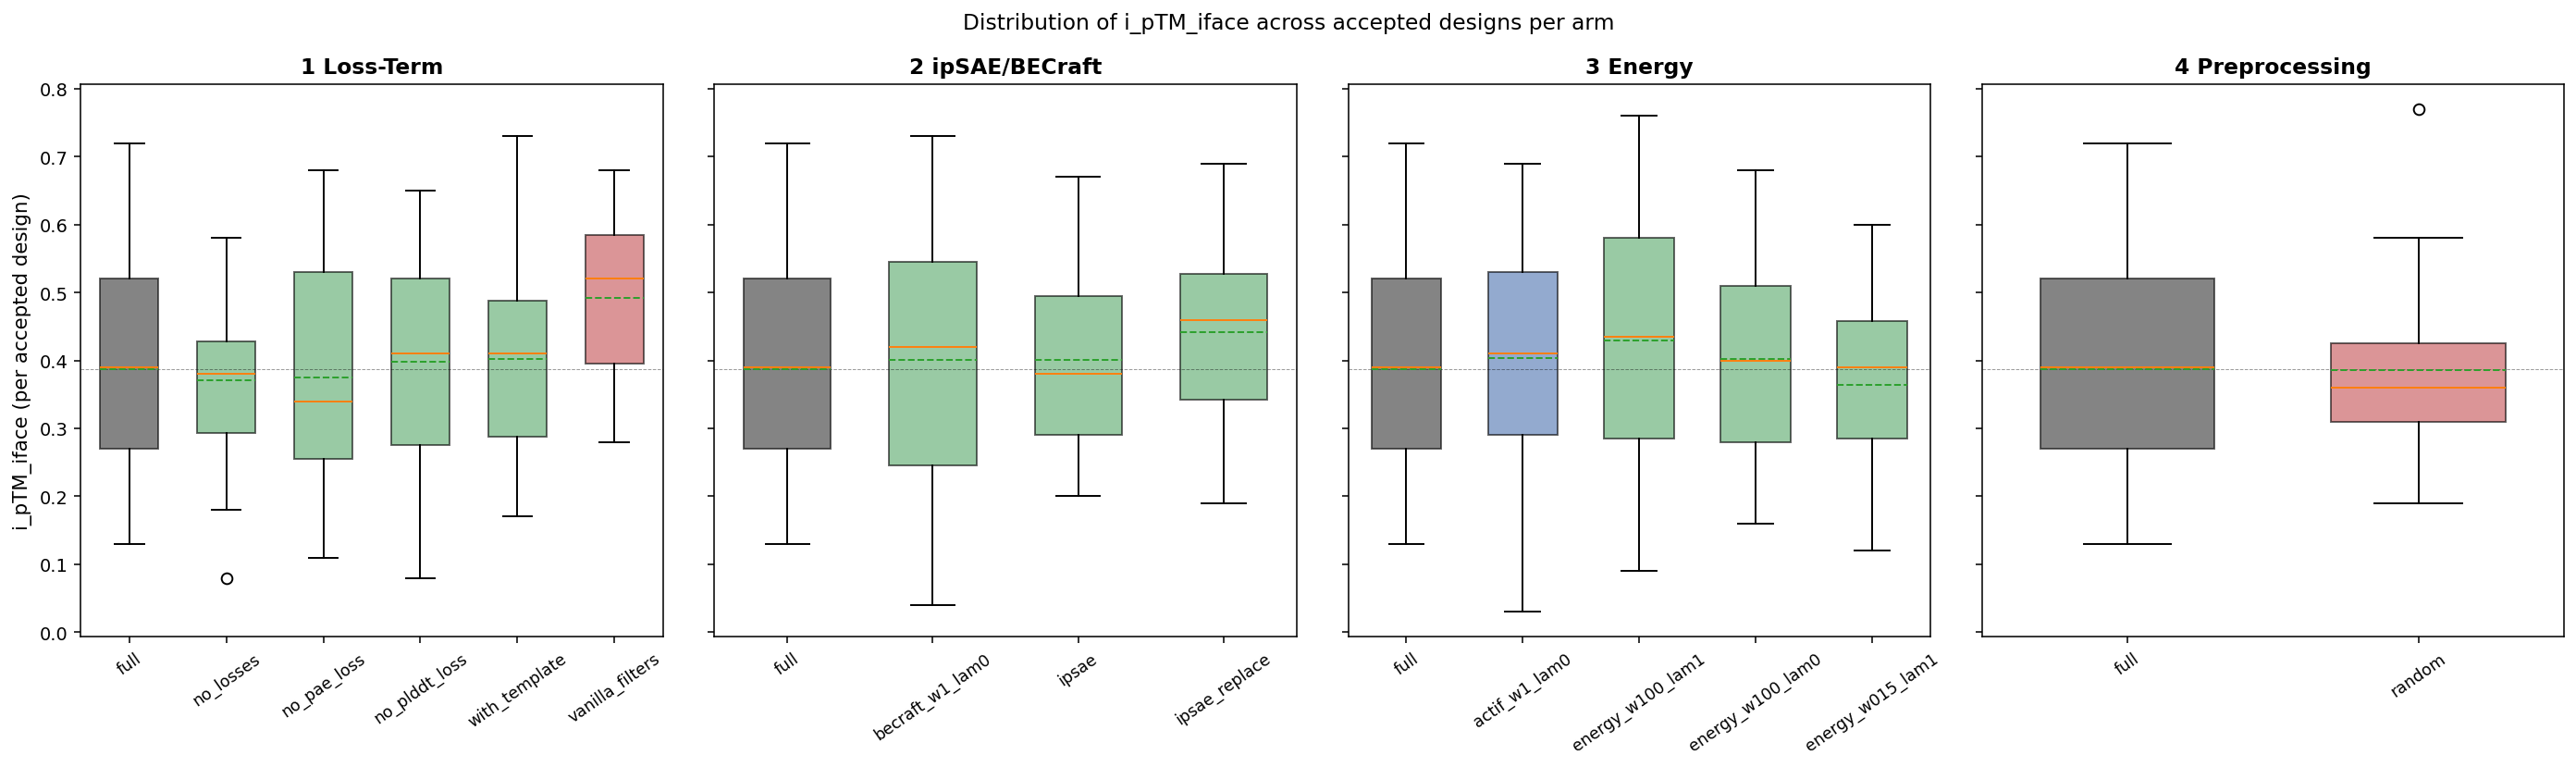 Distribution of i_pTM_iface across accepted designs per arm
1 Loss-Term
2 ipSAE/BECraft
3 Energy
4 Preprocessing
i_pTM_iface (per accepted design)
0.8
0.7
0.6
0.5
0.4
0.3
0.2
0.1
0.0
full
no_losses
no_pae_loss
no_plddt_loss
with_template
vanilla_filters
full
becraft_w1_lam0
ipsae
ipsae_replace
full
actif_w1_lam0
energy_w100_lam1
energy_w100_lam0
energy_w015_lam1
full
random